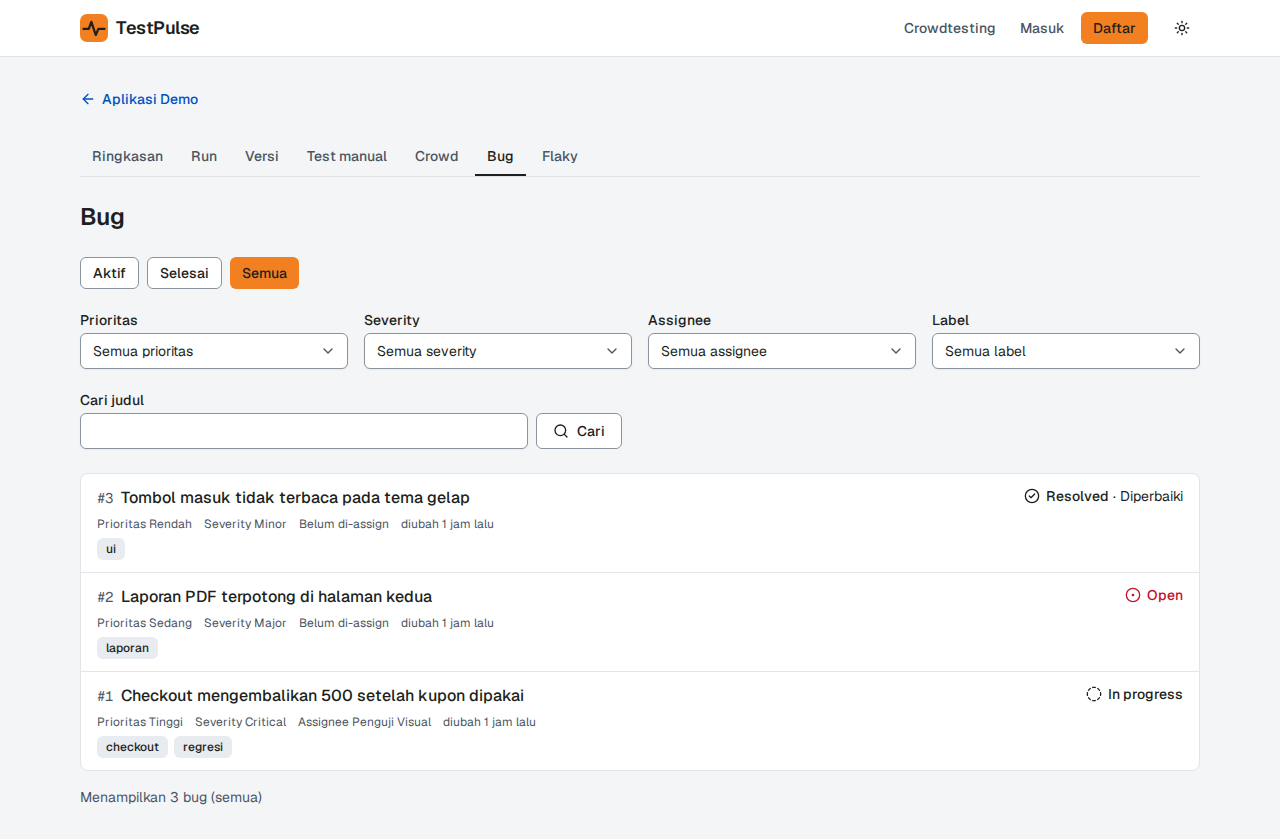 TestPulse
Crowdtesting Masuk Daftar
Aplikasi Demo
Ringkasan Run Versi Test manual Crowd Bug Flaky
Bug
Aktif Selesai Semua
Prioritas Severity Assignee Label
Semua prioritas Semua severity Semua assignee Semua label
Cari judul
Cari
#3 Tombol masuk tidak terbaca pada tema gelap Resolved · Diperbaiki
Prioritas Rendah Severity Minor Belum di-assign diubah 1 jam lalu
ui
#2 Laporan PDF terpotong di halaman kedua Open
Prioritas Sedang Severity Major Belum di-assign diubah 1 jam lalu
laporan
#1 Checkout mengembalikan 500 setelah kupon dipakai In progress
Prioritas Tinggi Severity Critical Assignee Penguji Visual diubah 1 jam lalu
checkout regresi
Menampilkan 3 bug (semua)